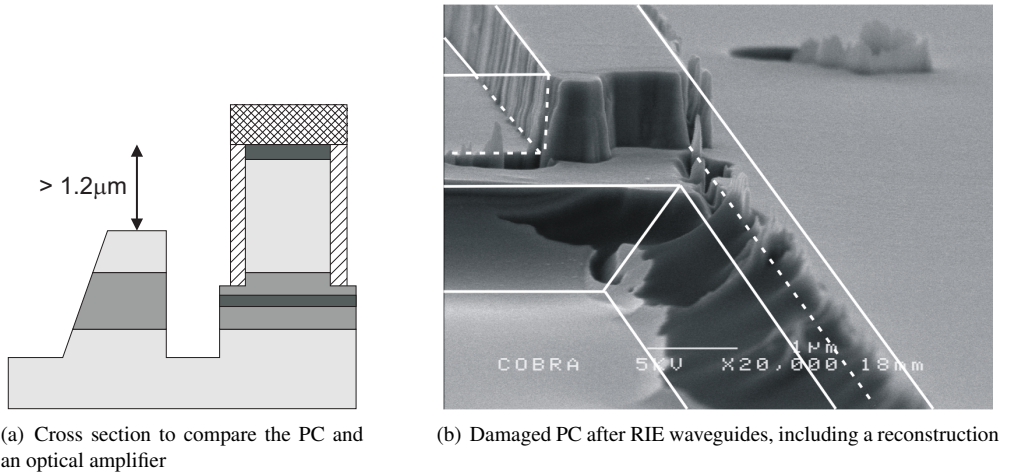 > 1.2μm
1μm
COBRA 5KV X20,000 18mm
(a) Cross section to compare the PC and
an optical amplifier
(b) Damaged PC after RIE waveguides, including a reconstruction